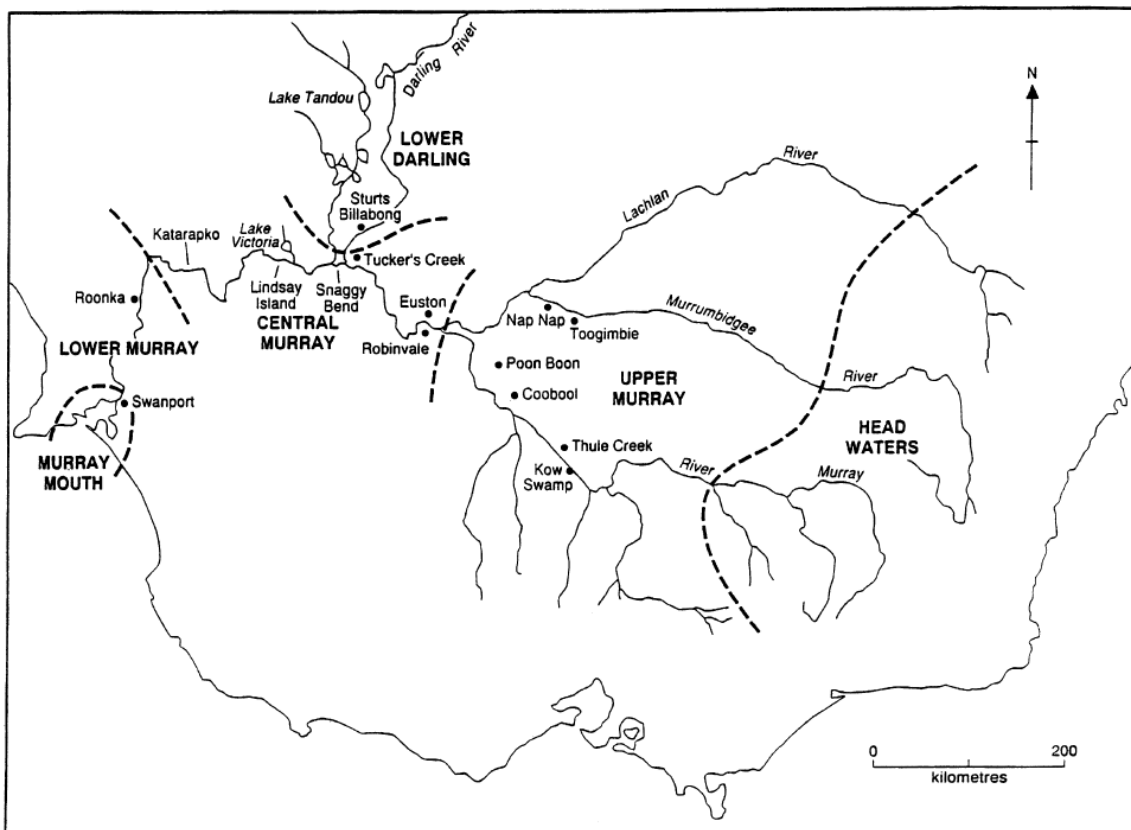 Darling River
Lake Tandou
N
LOWER
DARLING
River
Lachlan
Sturts
Billabong
Katarapko
Lake
Victoria
Tucker's Creek
Lindsay
Island
Snaggy
Bend
Roonka
Euston
CENTRAL
MURRAY
Nap Nap
Murrumbidgee
Toogimbie
LOWER MURRAY
Robinvale
Poon Boon
UPPER
MURRAY
River
Coobool
Swanport
HEAD
WATERS
MURRAY
MOUTH
Thule Creek
Kow
Swamp
River
Murray
0 200
kilometres